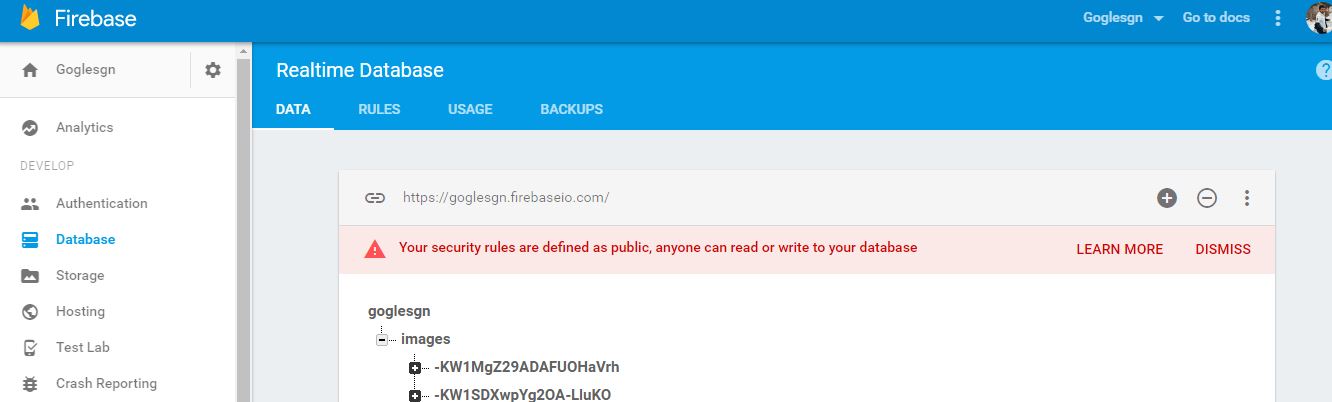 Firebase
Goglesgn
Go to docs
Goglesgn
Realtime Database
?
DATA
RULES
USAGE
BACKUPS
Analytics
DEVELOP
Authentication
Database
Storage
Hosting
Test Lab
Crash Reporting
https://goglesgn.firebaseio.com/
Your security rules are defined as public, anyone can read or write to your database
LEARN MORE
DISMISS
goglesgn
images
-KW1MgZ29ADAFUOHaVrh
-KW1SDXwpYg2OA-LluKO